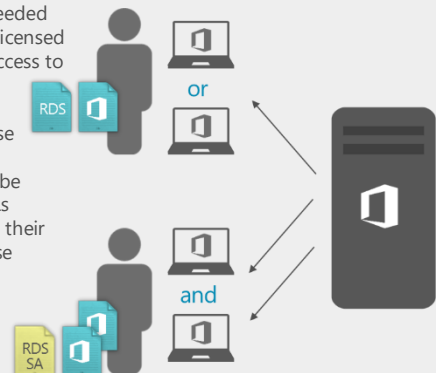 eeded
icensed
ccess to
RDS
or
se
be
s
their
se
and
RDS
SA